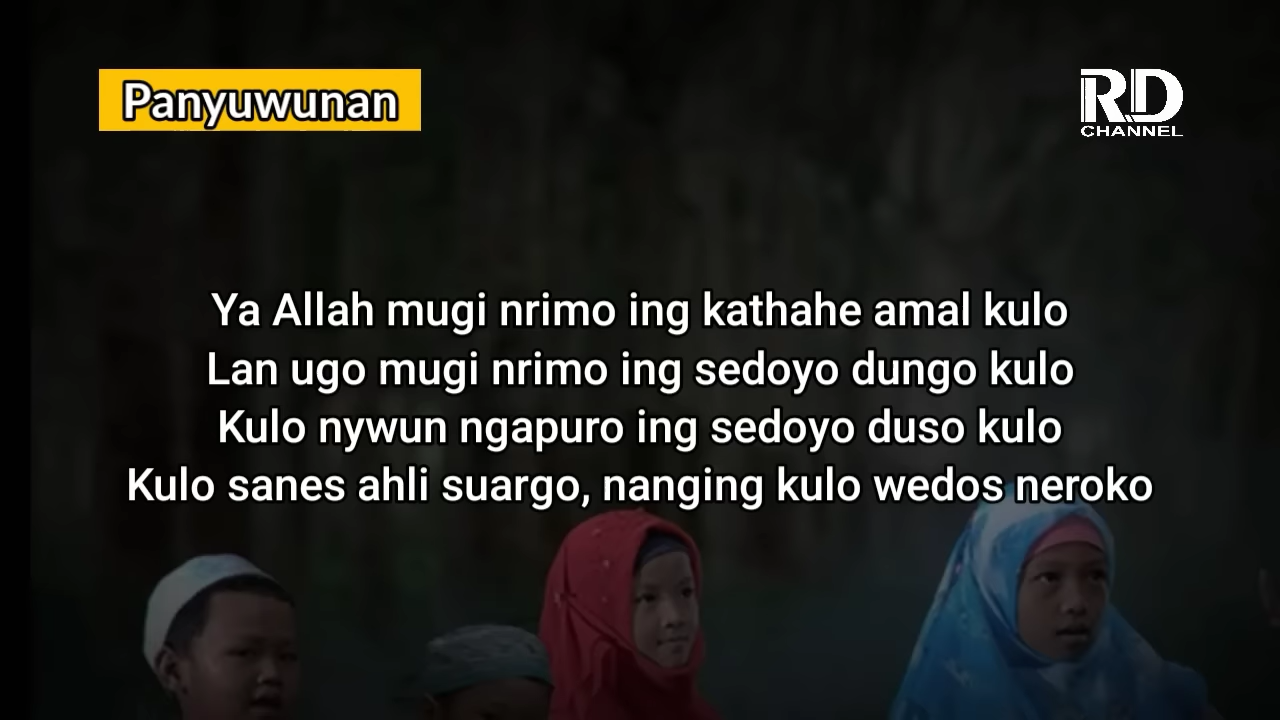 Panyuwunan
RD
CHANNEL
Ya Allah mugi nrimo ing kathahe amal kulo
Lan ugo mugi nrimo ing sedoyo dungo kulo
Kulo nywun ngapuro ing sedoyo duso kulo
Kulo sanes ahli suargo, nanging kulo wedos neroko